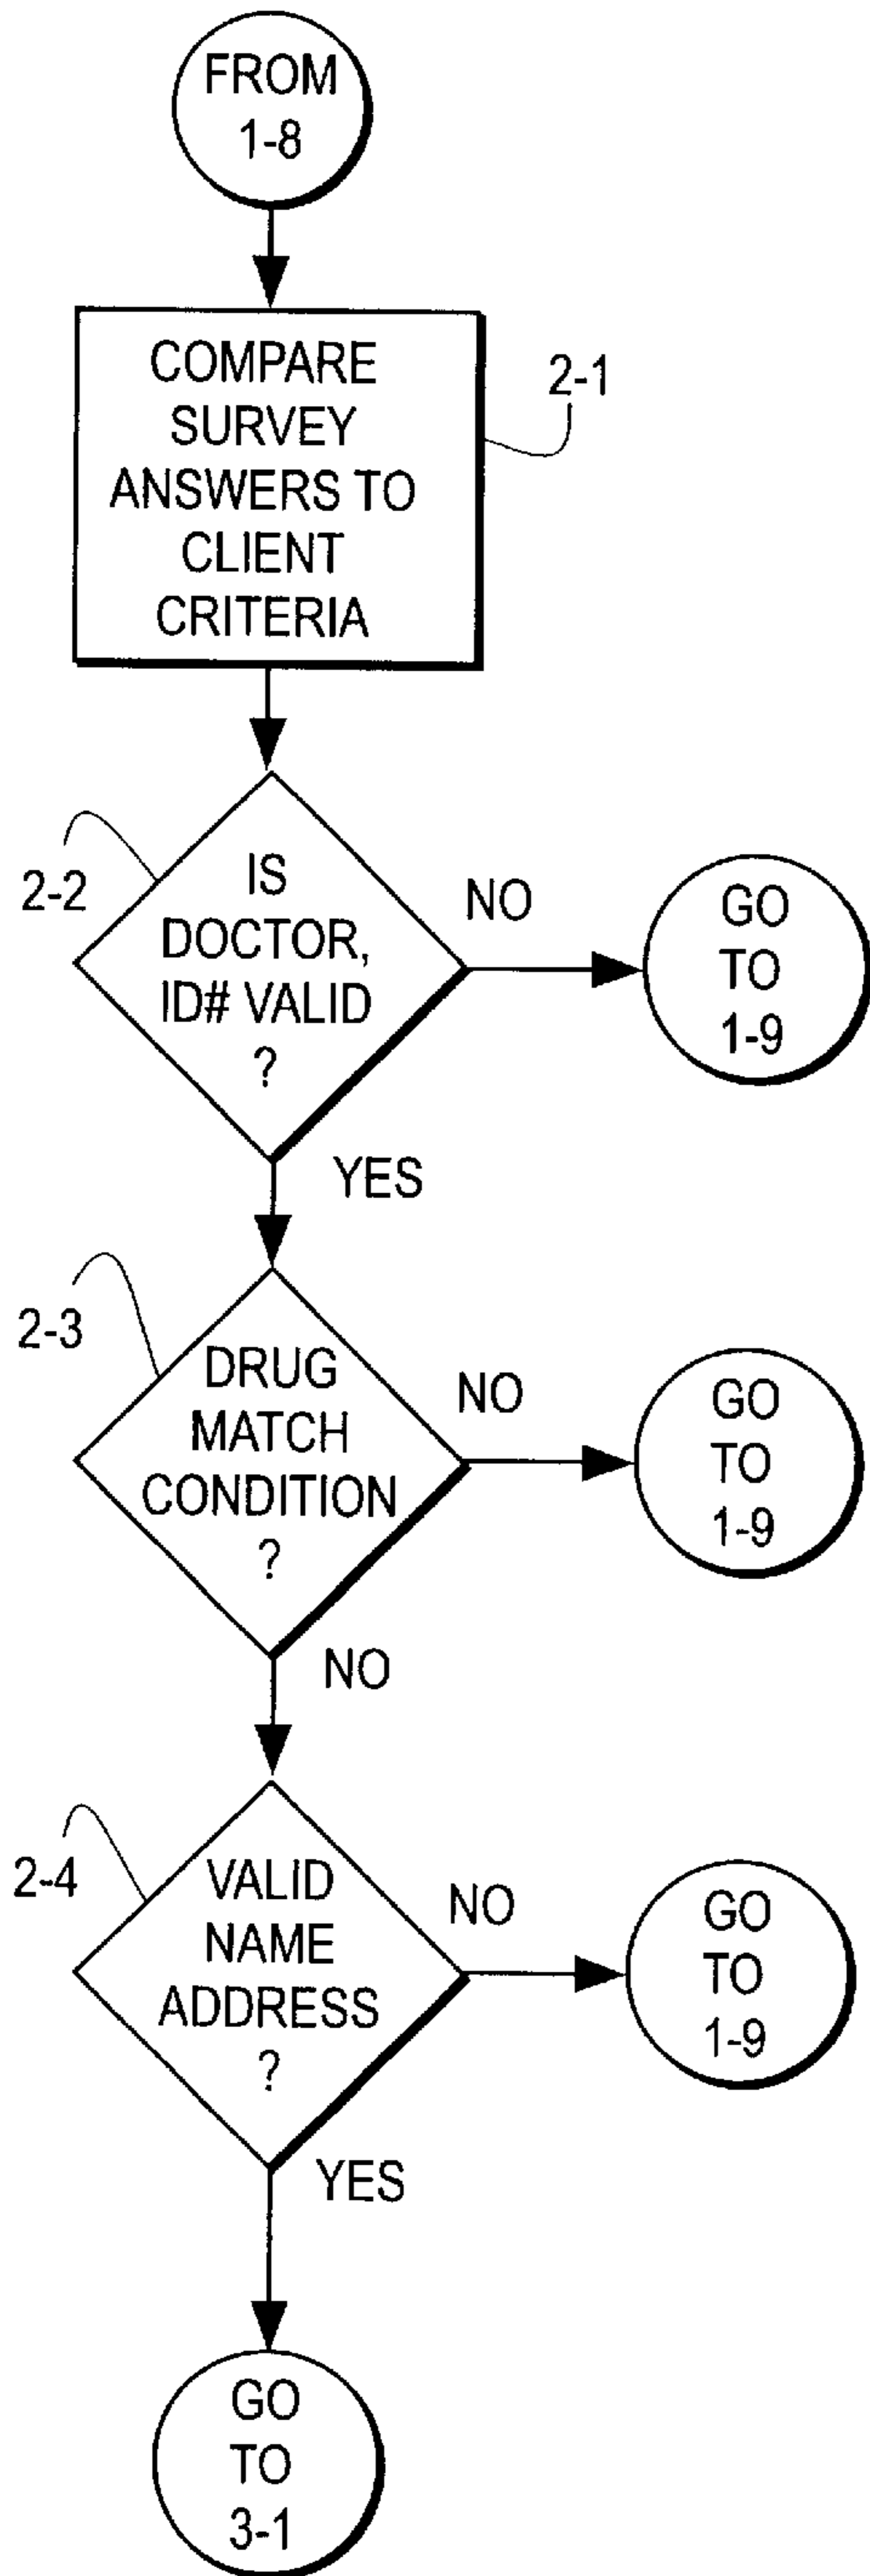 FROM
1-8
COMPARE
SURVEY
ANSWERS TO
CLIENT
CRITERIA
2-1
2-2
IS
DOCTOR,
ID# VALID
?
NO
GO
TO
1-9
YES
2-3
DRUG
MATCH
CONDITION
?
NO
GO
TO
1-9
NO
2-4
VALID
NAME
ADDRESS
?
NO
GO
TO
1-9
YES
GO
TO
3-1